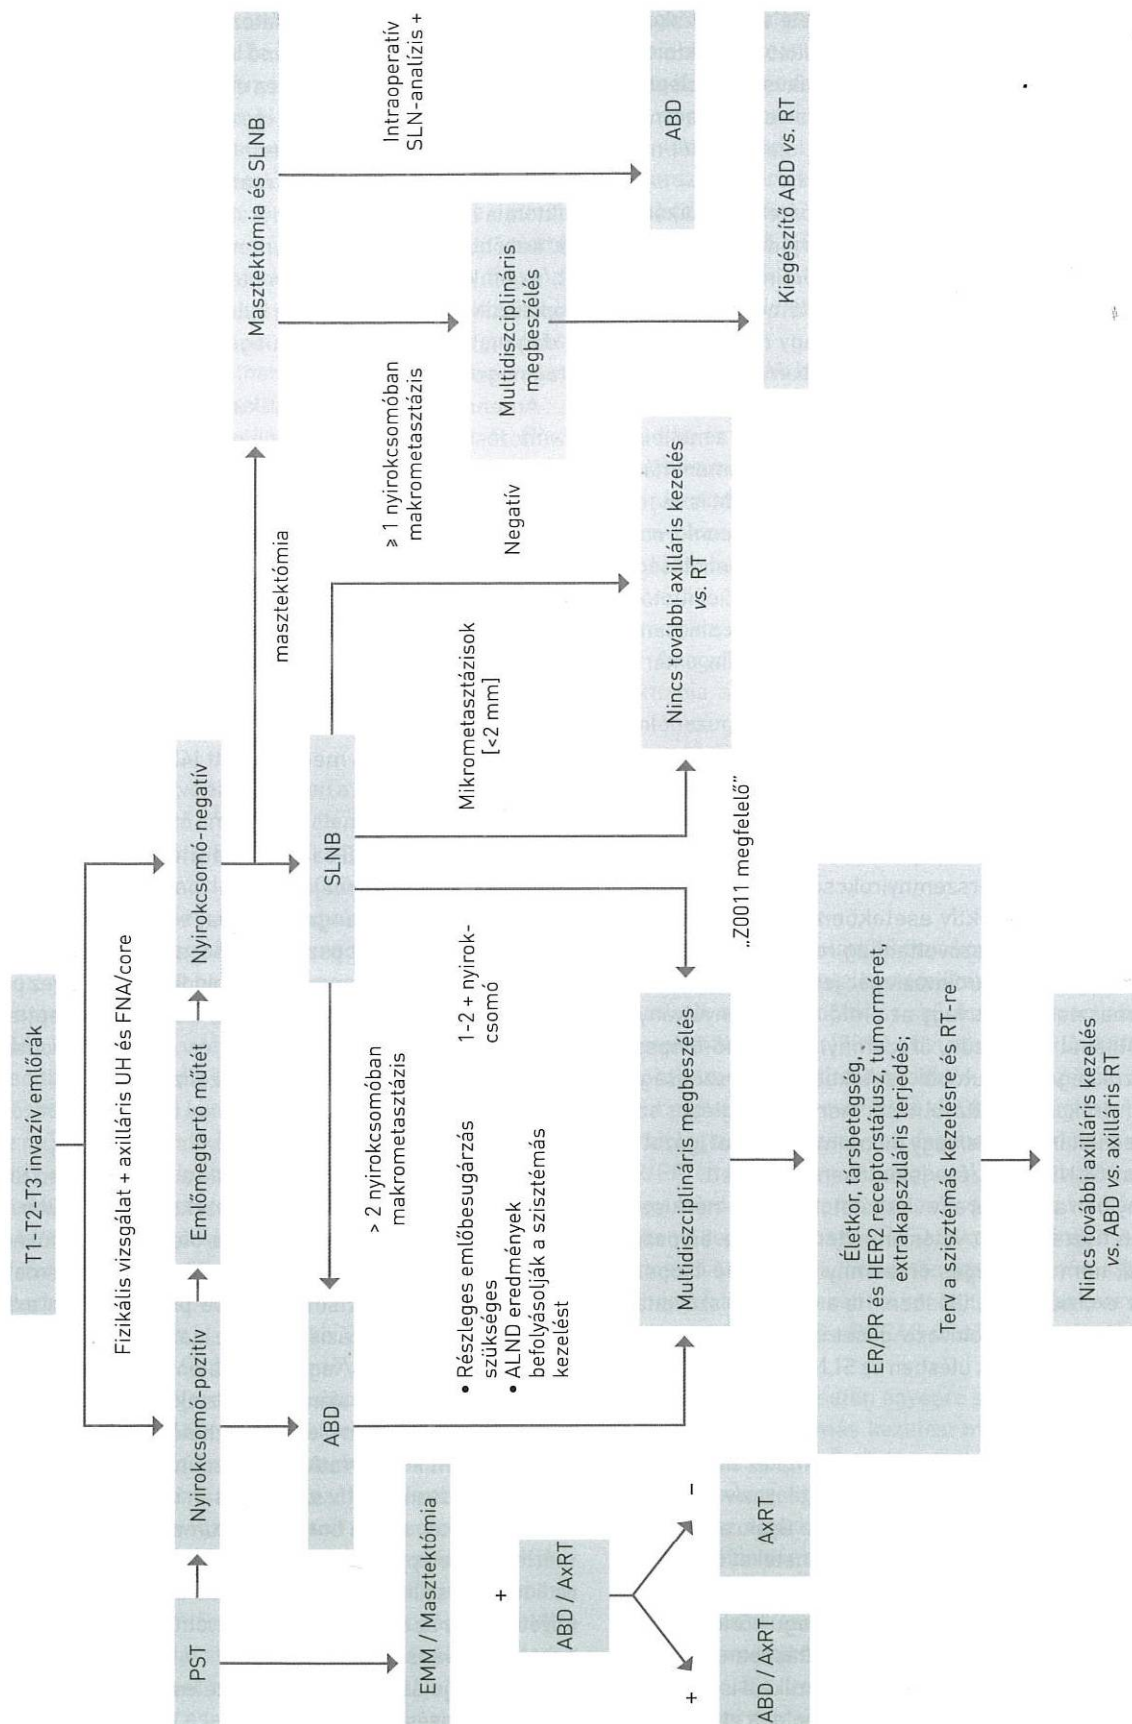 T1-T2-T3 invazív emlőrák
Fizikális vizsgálat + axilláris UH és FNA/core
PST
Nyirokcsomó-pozitív
Emlőmegtartó műtét
Nyirokcsomó-negatív
masztektómia
Masztektómia és SLNB
EMM / Masztektómia
+
ABD / AxRT
+
−
ABD / AxRT
AxRT
ABD
> 2 nyirokcsomóban
makrometasztázis
• Részleges emlőbesugárzás
szükséges
• ALND eredmények
befolyásolják a szisztémás
kezelést
SLNB
1-2 + nyirok-
csomó
Mikrometasztázisok
[<2 mm]
Negatív
„Z0011 megfelelő”
Nincs további axilláris kezelés
vs. RT
Multidiszciplináris megbeszélés
Életkor, társbetegség,
ER/PR és HER2 receptorstátusz, tumorméret,
extrakapszuláris terjedés;
Terv a szisztémás kezelésre és RT-re
Nincs további axilláris kezelés
vs. ABD vs. axilláris RT
≥ 1 nyirokcsomóban
makrometasztázis
Intraoperatív
SLN-analízis +
Multidiszciplináris
megbeszélés
ABD
Kiegészítő ABD vs. RT